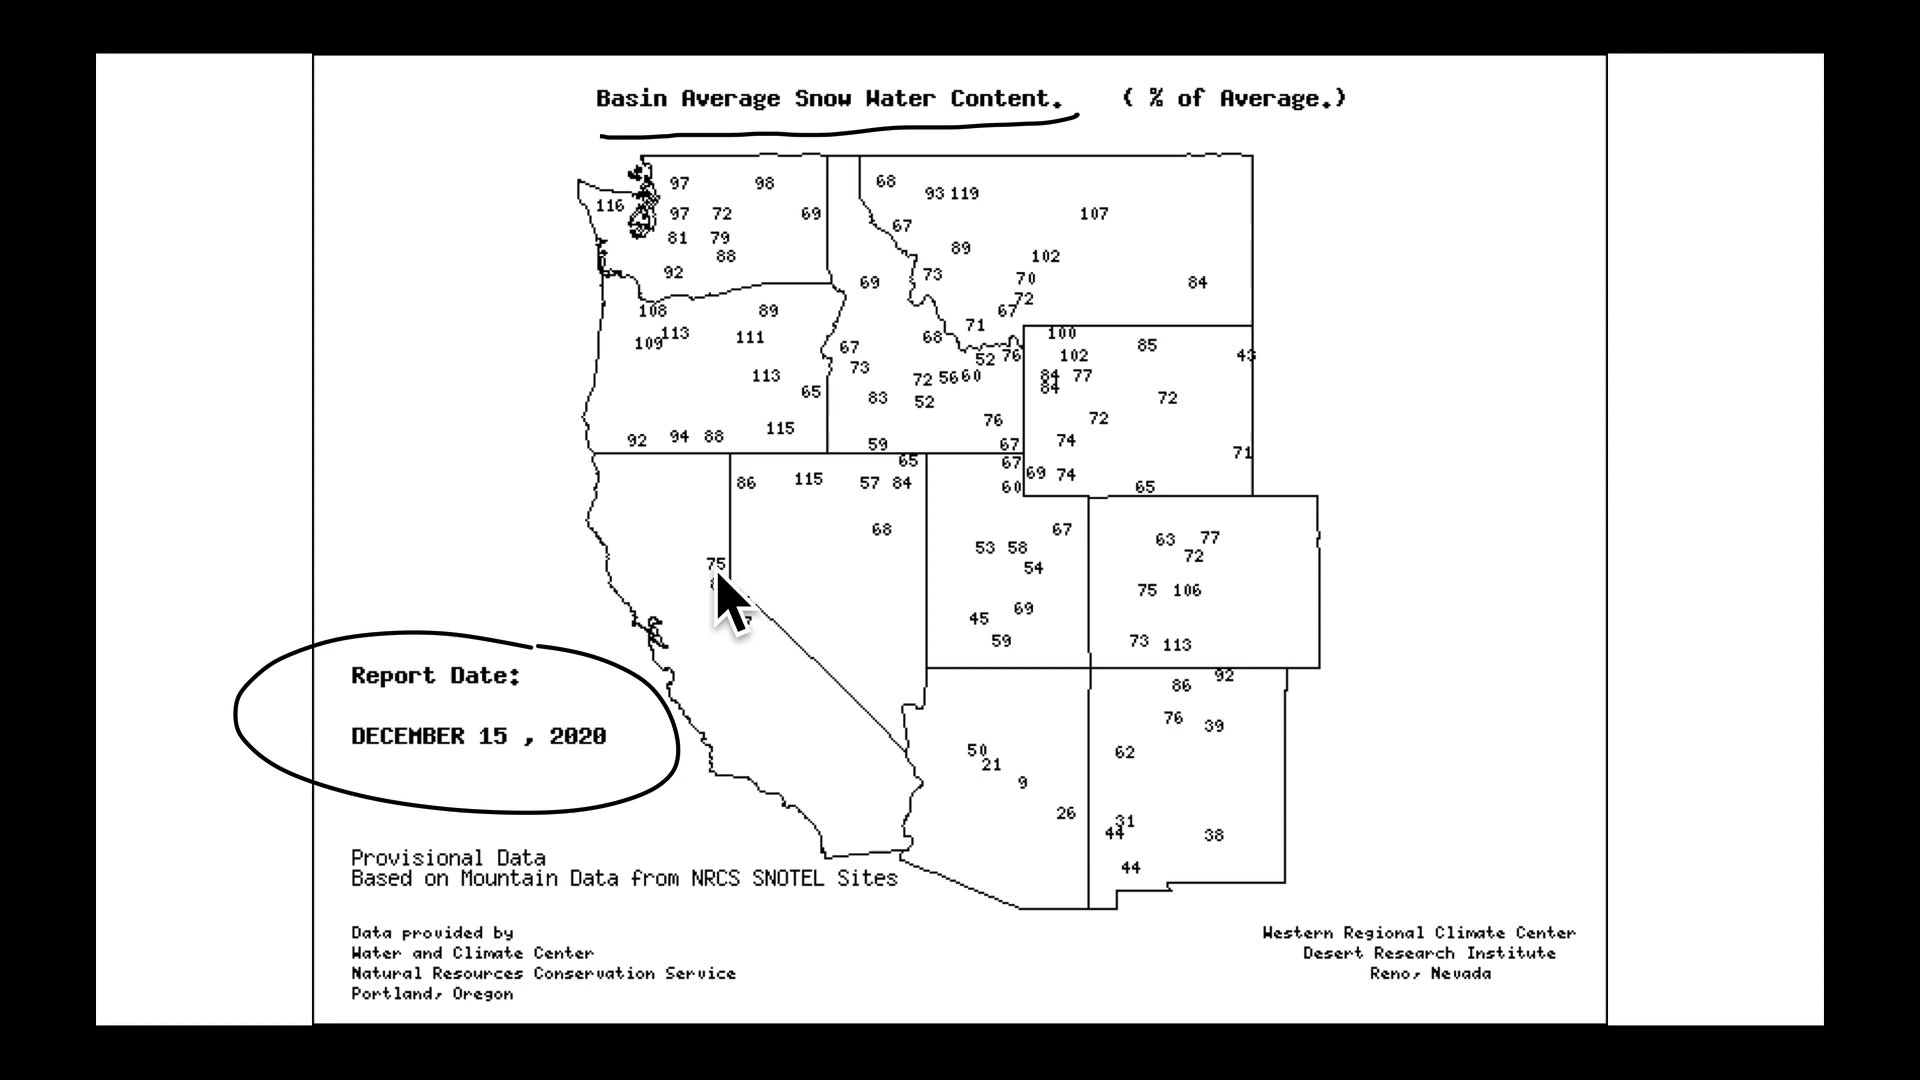 Basin Average Snow Water Content. ( % of Average.)
97 98 68
93 119
116 97 72 69 107
67
81 79
89
88 102
92 73 70
69 84
72
108 89 67
71
113 111 68 100
109 67 85
52 76 102 43
73
113 72 56 60 84 77
84
65 83 52 72
76 72
115
92 94 88 59 67 74
71
65 67
69 74
86 115 57 84 60 65
68 67
63 77
53 58 72
75 54
75 106
69
45
59 73 113
Report Date:
92
86
76 39
DECEMBER 15 , 2020
50 62
21
9
26 31
44 38
Provisional Data
44
Based on Mountain Data from NRCS SNOTEL Sites
Data provided by
Water and Climate Center
Natural Resources Conservation Service
Portland, Oregon
Western Regional Climate Center
Desert Research Institute
Reno, Nevada